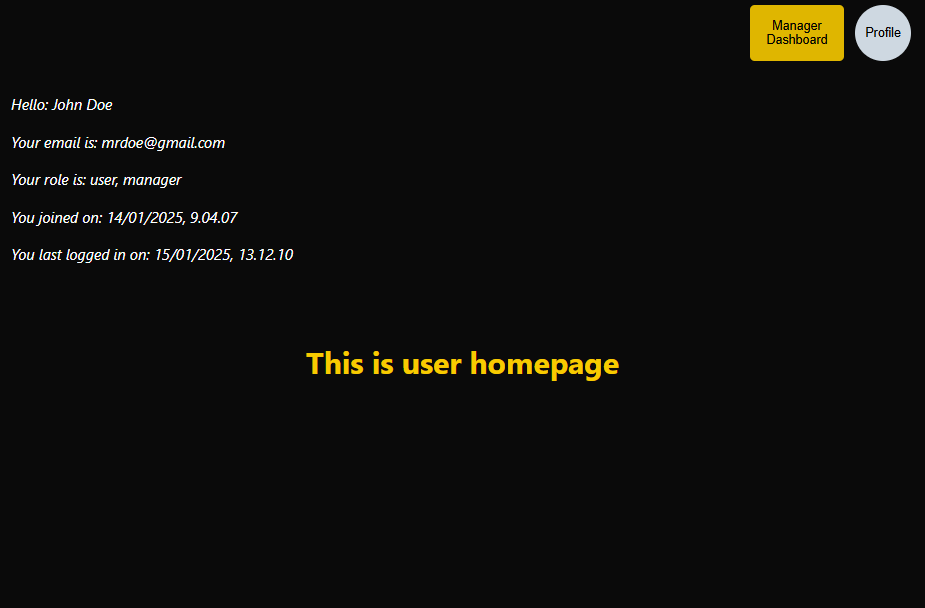 Manager
Dashboard
Profile
Hello: John Doe
Your email is: mrdoe@gmail.com
Your role is: user, manager
You joined on: 14/01/2025, 9.04.07
You last logged in on: 15/01/2025, 13.12.10
This is user homepage